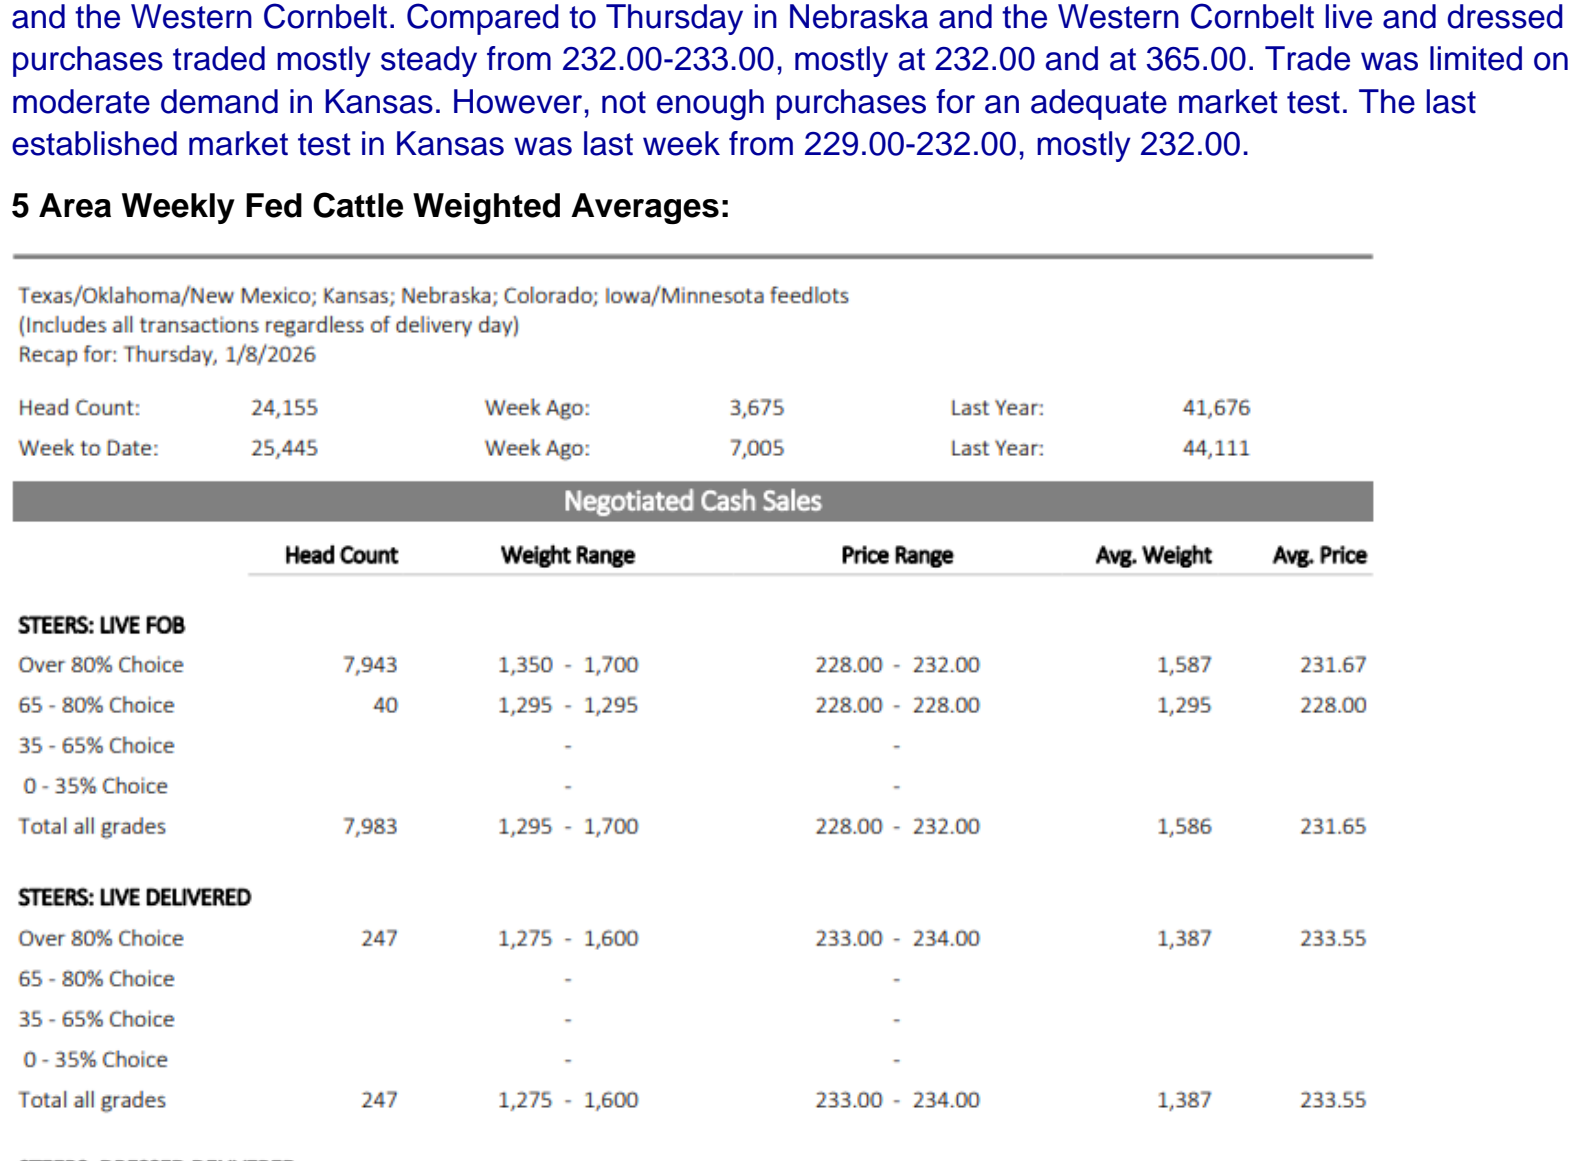 and the Western Cornbelt. Compared to Thursday in Nebraska and the Western Cornbelt live and dressed
purchases traded mostly steady from 232.00-233.00, mostly at 232.00 and at 365.00. Trade was limited on
moderate demand in Kansas. However, not enough purchases for an adequate market test. The last
established market test in Kansas was last week from 229.00-232.00, mostly 232.00.
5 Area Weekly Fed Cattle Weighted Averages:
Texas/Oklahoma/New Mexico; Kansas; Nebraska; Colorado; Iowa/Minnesota feedlots
(Includes all transactions regardless of delivery day)
Recap for: Thursday, 1/8/2026
Head Count: 24,155 Week Ago: 3,675 Last Year: 41,676
Week to Date: 25,445 Week Ago: 7,005 Last Year: 44,111
Negotiated Cash Sales
Head Count Weight Range Price Range Avg. Weight Avg. Price
STEERS: LIVE FOB
Over 80% Choice 7,943 1,350 - 1,700 228.00 - 232.00 1,587 231.67
65 - 80% Choice 40 1,295 - 1,295 228.00 - 228.00 1,295 228.00
35 - 65% Choice - -
0 - 35% Choice - -
Total all grades 7,983 1,295 - 1,700 228.00 - 232.00 1,586 231.65
STEERS: LIVE DELIVERED
Over 80% Choice 247 1,275 - 1,600 233.00 - 234.00 1,387 233.55
65 - 80% Choice - -
35 - 65% Choice - -
0 - 35% Choice - -
Total all grades 247 1,275 - 1,600 233.00 - 234.00 1,387 233.55